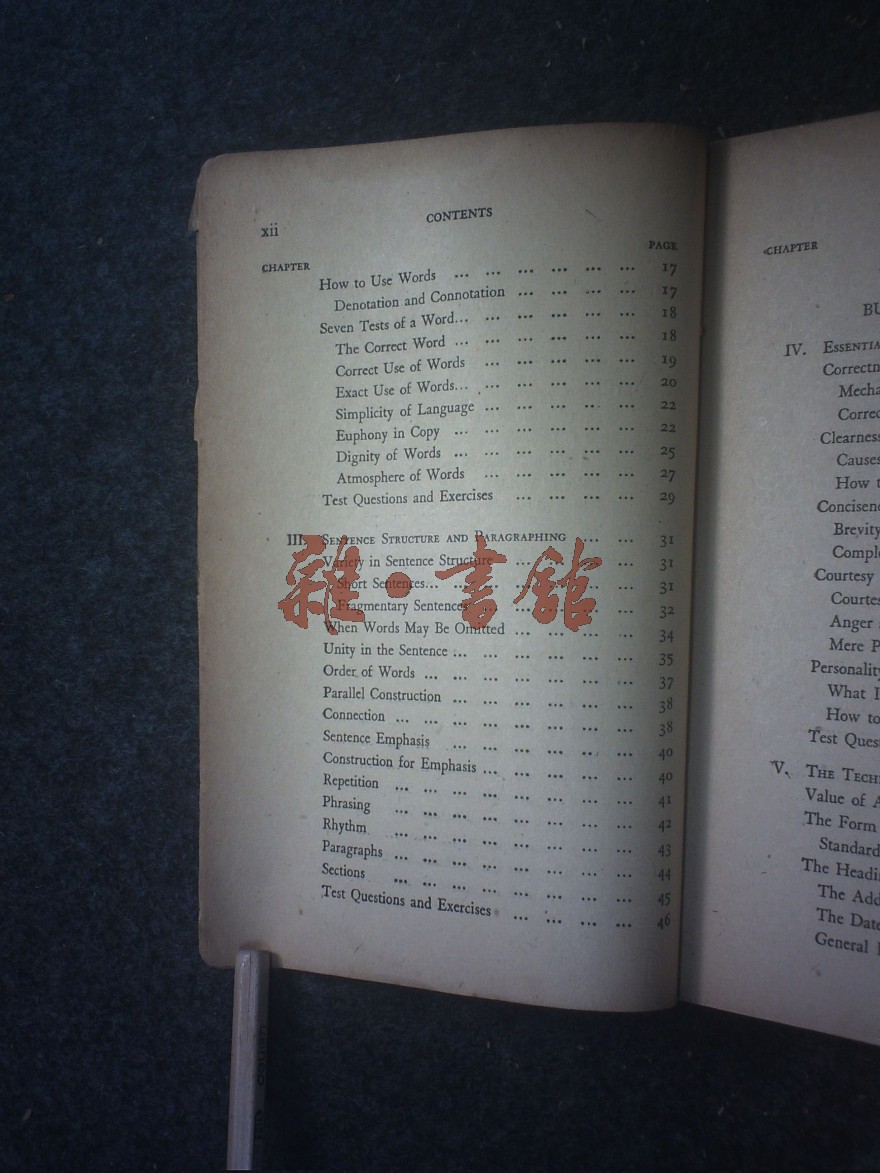 xii
CONTENTS
CHAPTER PAGE
How to Use Words ... ... ... ... ... ... 17
Denotation and Connotation ... ... ... ... 17
Seven Tests of a Word... ... ... ... ... ... 18
The Correct Word ... ... ... ... ... ... 18
Correct Use of Words ... ... ... ... ... 19
Exact Use of Words... ... ... ... ... ... 20
Simplicity of Language ... ... ... ... ... 22
Euphony in Copy ... ... ... ... ... ... 22
Dignity of Words ... ... ... ... ... ... 25
Atmosphere of Words ... ... ... ... ... 27
Test Questions and Exercises ... ... ... ... 29
III. Sentence Structure and Paragraphing ... ... 31
Variety in Sentence Structure ... ... ... ... 31
Short Sentences... ... ... ... ... ... ... 31
Fragmentary Sentences ... ... ... ... ... 32
When Words May Be Omitted ... ... ... ... 34
Unity in the Sentence ... ... ... ... ... ... 35
Order of Words ... ... ... ... ... ... ... 37
Parallel Construction ... ... ... ... ... ... 38
Connection ... ... ... ... ... ... ... ... 38
Sentence Emphasis ... ... ... ... ... ... 40
Construction for Emphasis ... ... ... ... ... 40
Repetition ... ... ... ... ... ... ... ... 41
Phrasing ... ... ... ... ... ... ... ... 42
Rhythm ... ... ... ... ... ... ... ... 43
Paragraphs ... ... ... ... ... ... ... ... 44
Sections ... ... ... ... ... ... ... ... 45
Test Questions and Exercises ... ... ... ... 46
雜·書館
CHAPTER
BU
IV. Essentia
Correctn
Mecha
Correc
Clearness
Causes
How t
Concisene
Brevity
Comple
Courtesy
Courtes
Anger
Mere P
Personality
What I
How to
Test Quest
V. The Techn
Value of A
The Form
Standard
The Headi
The Add
The Date
General